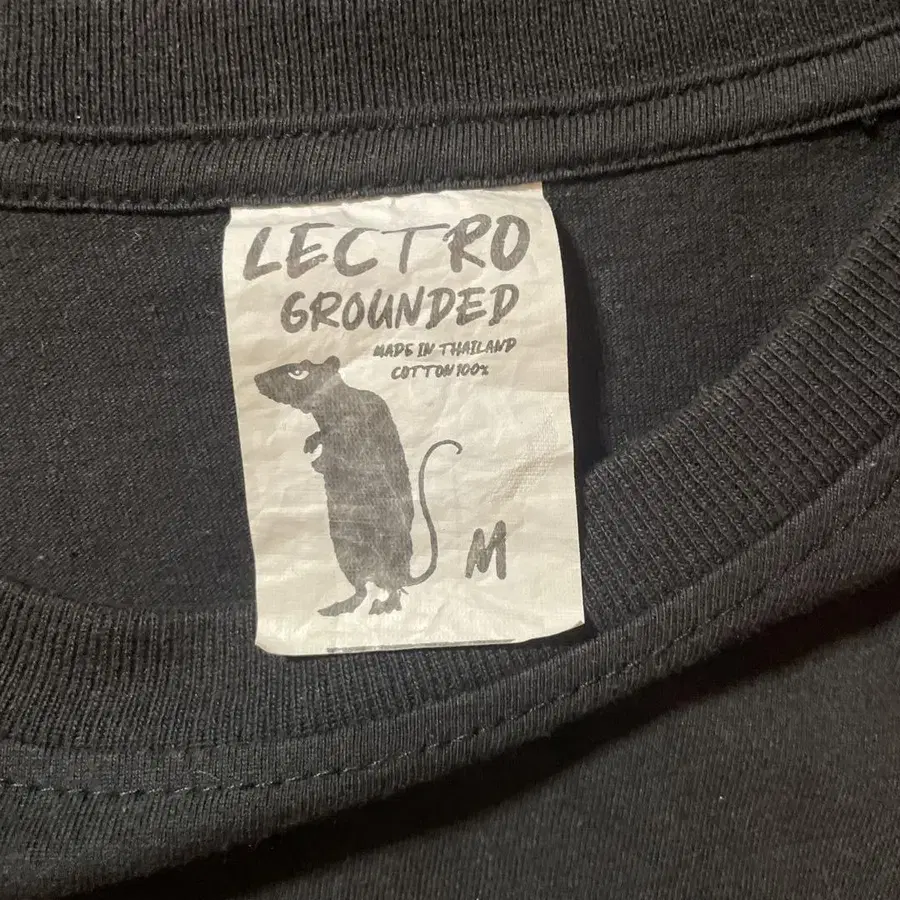 LECTRO
GROUNDED
MADE IN THAILAND
COTTON 100%
M